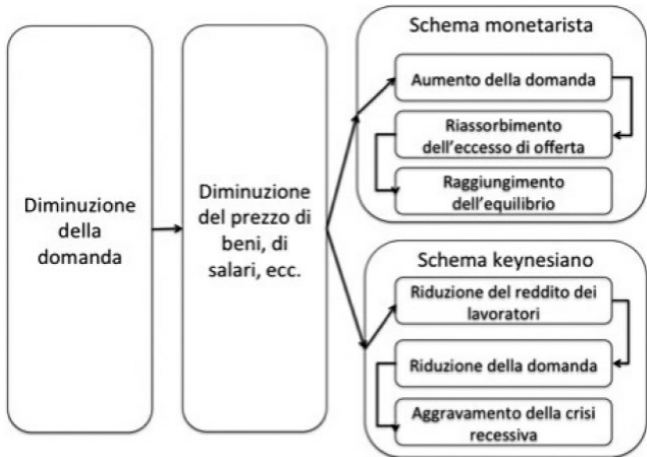 Diminuzione
della
domanda
Diminuzione
del prezzo di
beni, di
salari, ecc.
Schema monetarista
Aumento della domanda
Riassorbimento
dell'eccesso di offerta
Raggiungimento
dell'equilibrio
Schema keynesiano
Riduzione del reddito dei
lavoratori
Riduzione della domanda
Aggravamento della crisi
recessiva